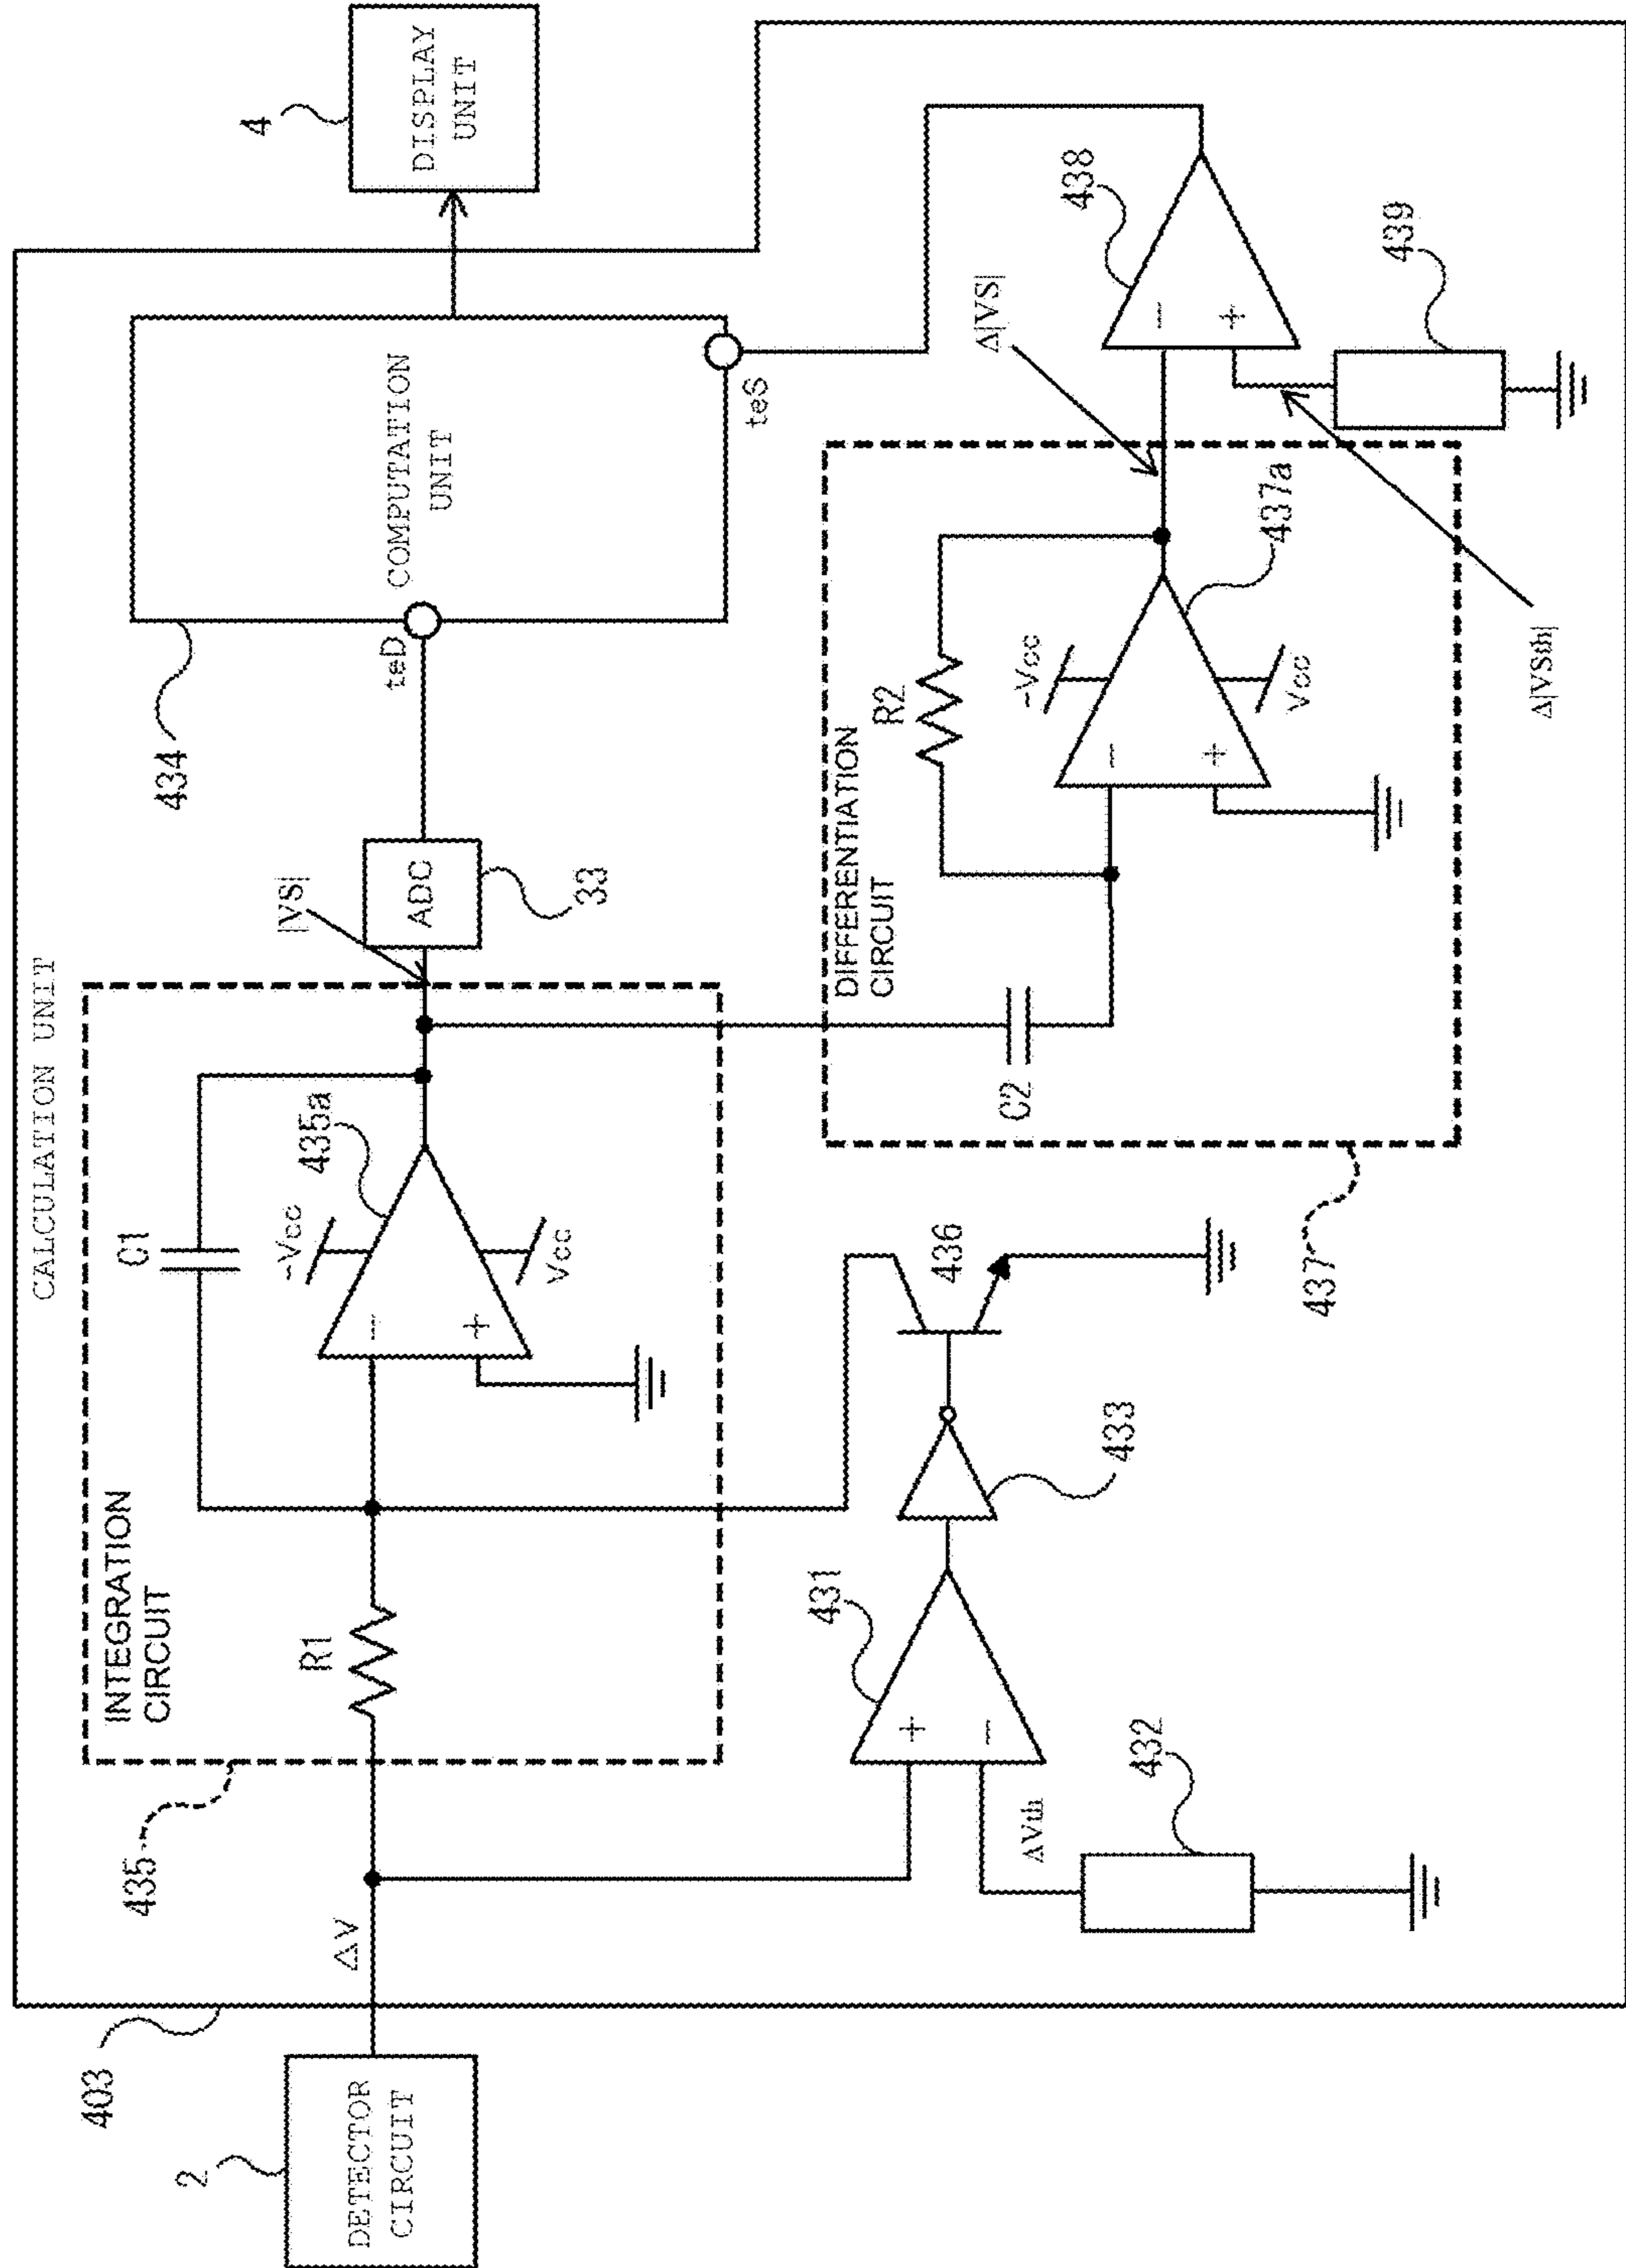 CALCULATION UNIT
403
2
DETECTOR
CIRCUIT
ΔV
435
INTEGRATION
CIRCUIT
R1
C1
-Vcc
435a
−
+
Vcc
|VS|
ADC
33
434
teD
COMPUTATION
UNIT
teS
4
DISPLAY
UNIT
431
+
−
ΔVth
432
433
436
437
DIFFERENTIATION
CIRCUIT
C2
R2
-Vcc
−
+
Vcc
437a
Δ|VS|
438
−
+
439
Δ|VSth|